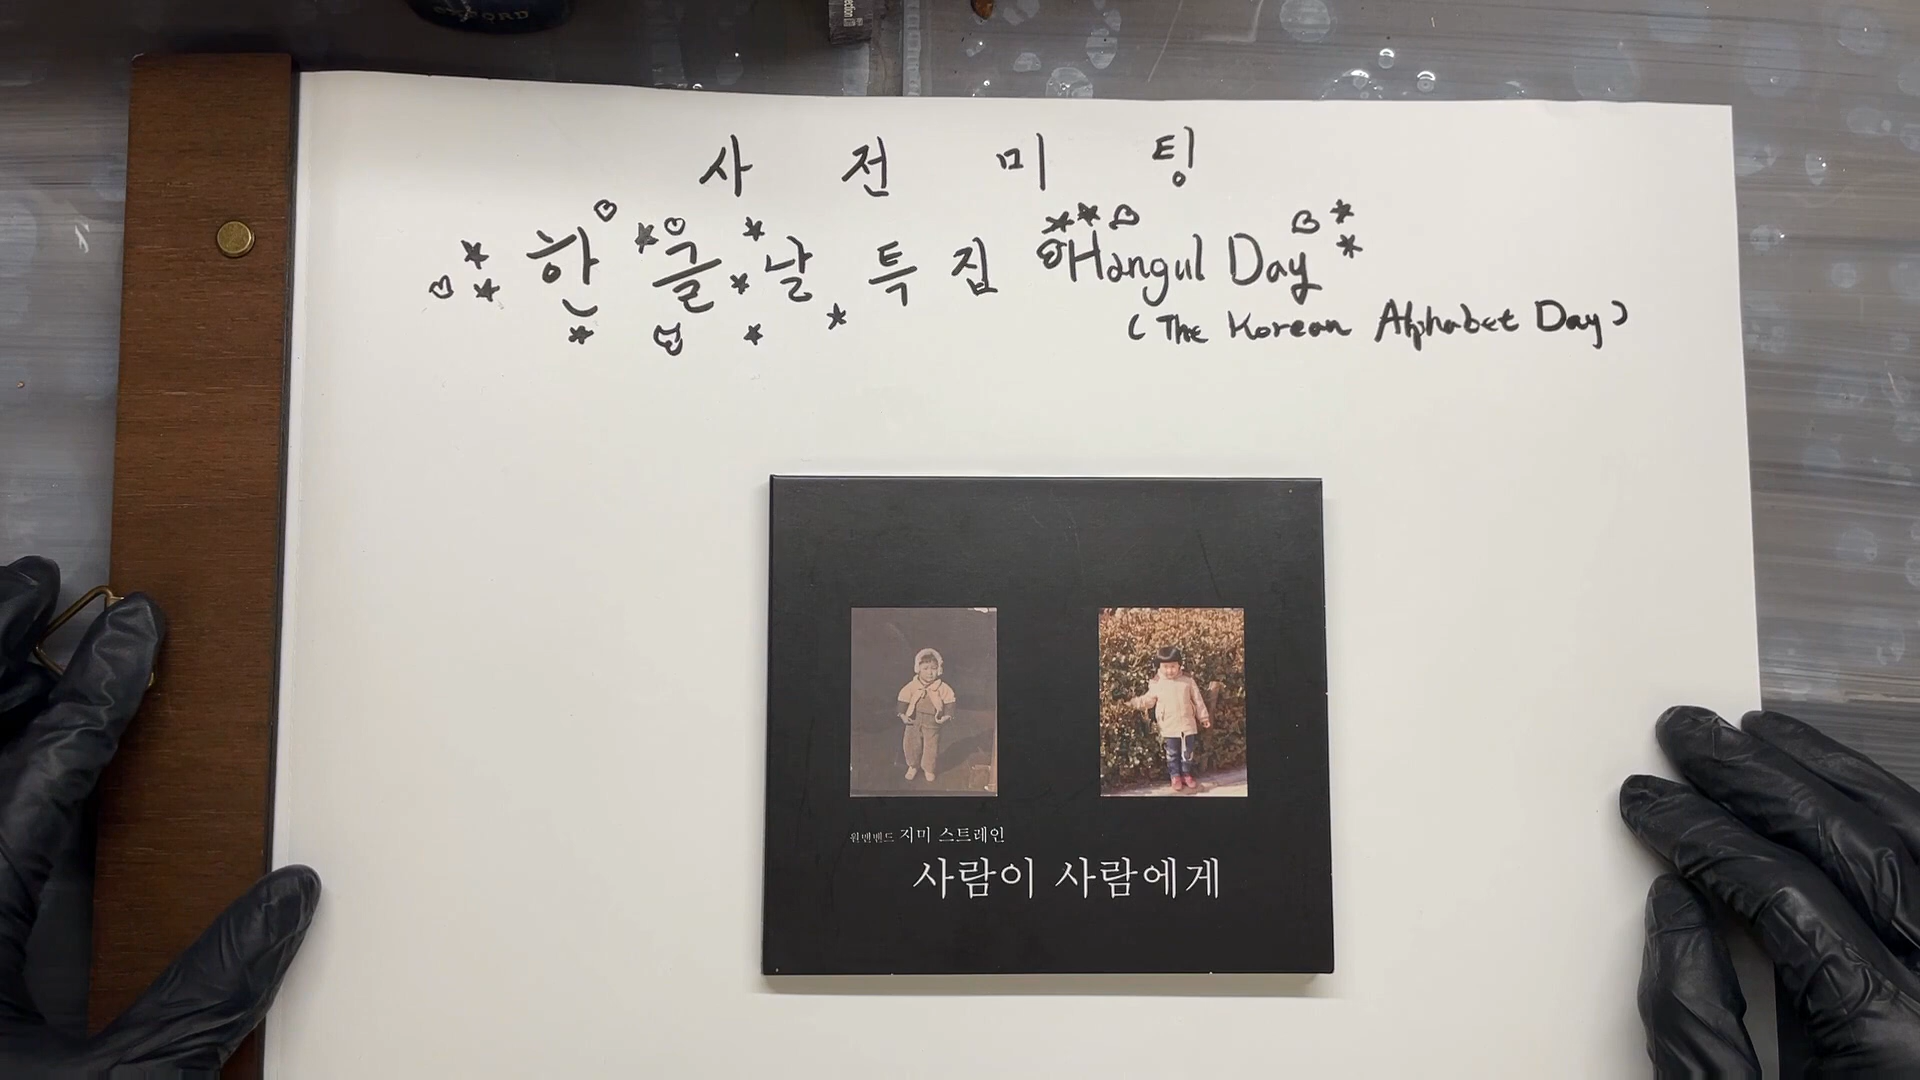 OXFORD
사 전 미 팅
한 글 날 특 집 Hangul Day
(The Korean Alphabet Day)
원맨밴드 지미 스트레인
사람이 사람에게